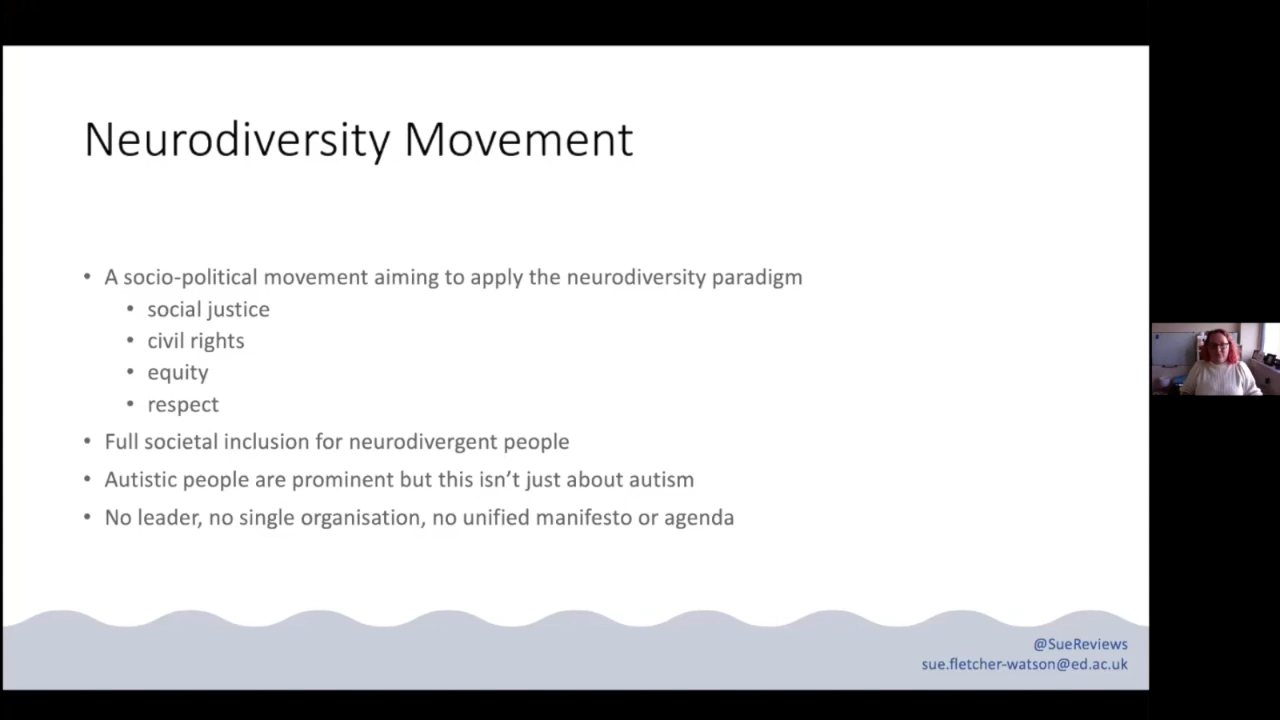 Neurodiversity Movement
• A socio-political movement aiming to apply the neurodiversity paradigm
• social justice
• civil rights
• equity
• respect
• Full societal inclusion for neurodivergent people
• Autistic people are prominent but this isn’t just about autism
• No leader, no single organisation, no unified manifesto or agenda
@SueReviews
sue.fletcher-watson@ed.ac.uk